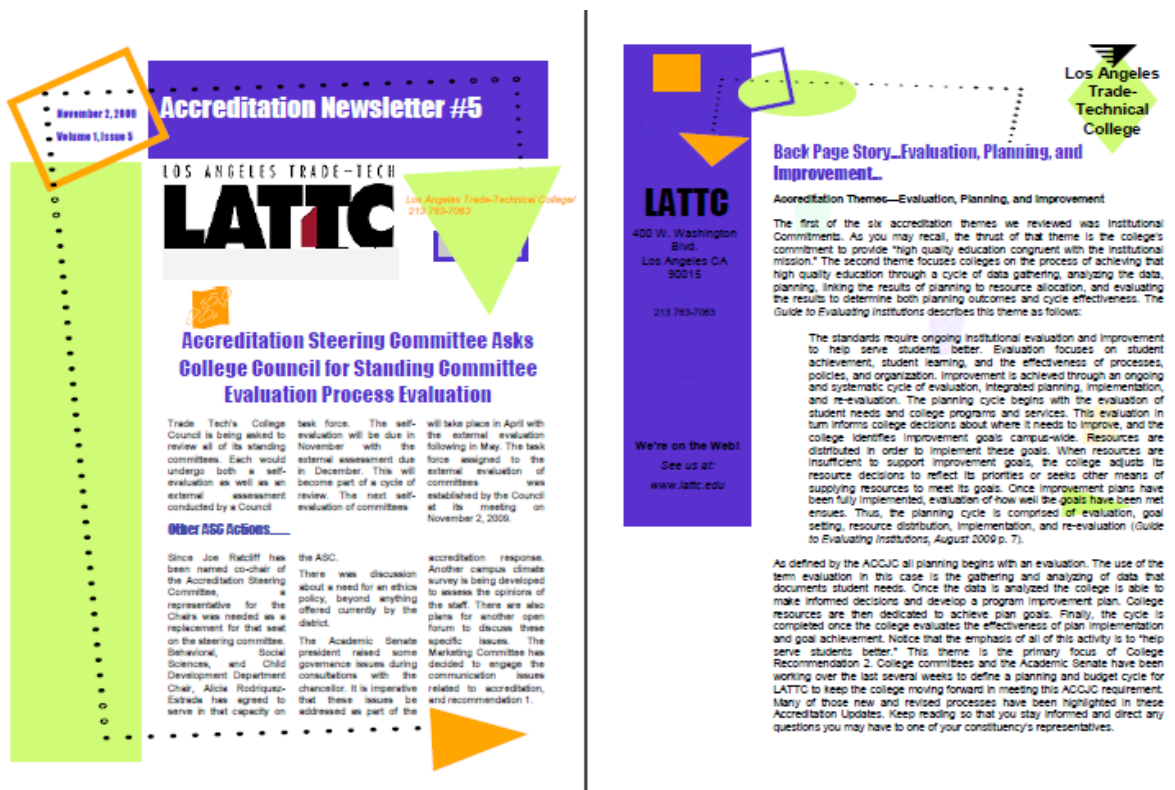 November 2, 2009
Volume 1, Issue 5
Accreditation Newsletter #5
LOS ANGELES TRADE-TECH
LATTC
Los Angeles Trade-Technical College/
213 763-7063
Accreditation Steering Committee Asks
College Council for Standing Committee
Evaluation Process Evaluation
Trade Tech's College
Council is being asked to
review all of its standing
committees. Each would
undergo both a self-
evaluation as well as an
external assessment
conducted by a Council
task force. The self-
evaluation will be due in
November with the
external assessment due
in December. This will
become part of a cycle of
review. The next self-
evaluation of committees
will take place in April with
the external evaluation
following in May. The task
force assigned to the
external evaluation of
committees was
established by the Council
at its meeting on
November 2, 2009.
Other ASC Actions......
Since Joe Ratcliff has
been named co-chair of
the Accreditation Steering
Committee, a
representative for the
Chairs was needed as a
replacement for that seat
on the steering committee.
Behavioral, Social
Sciences, and Child
Development Department
Chair, Alicia Rodriquez-
Estrada has agreed to
serve in that capacity on
the ASC.
There was discussion
about a need for an ethics
policy, beyond anything
offered currently by the
district.
The Academic Senate
president raised some
governance issues during
consultations with the
chancellor. It is imperative
that these issues be
addressed as part of the
accreditation response.
Another campus climate
survey is being developed
to assess the opinions of
the staff. There are also
plans for another open
forum to discuss these
specific issues. The
Marketing Committee has
decided to engage the
communication issues
related to accreditation,
and recommendation 1.
LATTC
400 W. Washington
Blvd.
Los Angeles CA
90015
213 763-7063
We're on the Web!
See us at:
www.lattc.edu
Los Angeles
Trade-
Technical
College
Back Page Story...Evaluation, Planning, and
Improvement...
Accreditation Themes—Evaluation, Planning, and Improvement
The first of the six accreditation themes we reviewed was Institutional
Commitments. As you may recall, the thrust of that theme is the college's
commitment to provide "high quality education congruent with the institutional
mission." The second theme focuses colleges on the process of achieving that
high quality education through a cycle of data gathering, analyzing the data,
planning, linking the results of planning to resource allocation, and evaluating
the results to determine both planning outcomes and cycle effectiveness. The
Guide to Evaluating Institutions describes this theme as follows:
The standards require ongoing institutional evaluation and improvement
to help serve students better. Evaluation focuses on student
achievement, student learning, and the effectiveness of processes,
policies, and organization. Improvement is achieved through an ongoing
and systematic cycle of evaluation, integrated planning, implementation,
and re-evaluation. The planning cycle begins with the evaluation of
student needs and college programs and services. This evaluation in
turn informs college decisions about where it needs to improve, and the
college identifies improvement goals campus-wide. Resources are
distributed in order to implement these goals. When resources are
insufficient to support improvement goals, the college adjusts its
resource decisions to reflect its priorities or seeks other means of
supplying resources to meet its goals. Once improvement plans have
been fully implemented, evaluation of how well the goals have been met
ensues. Thus, the planning cycle is comprised of evaluation, goal
setting, resource distribution, implementation, and re-evaluation (Guide
to Evaluating Institutions, August 2009 p. 7).
As defined by the ACCJC all planning begins with an evaluation. The use of the
term evaluation in this case is the gathering and analyzing of data that
documents student needs. Once the data is analyzed the college is able to
make informed decisions and develop a program improvement plan. College
resources are then dedicated to achieve plan goals. Finally, the cycle is
completed once the college evaluates the effectiveness of plan implementation
and goal achievement. Notice that the emphasis of all of this activity is to "help
serve students better." This theme is the primary focus of College
Recommendation 2. College committees and the Academic Senate have been
working over the last several weeks to define a planning and budget cycle for
LATTC to keep the college moving forward in meeting this ACCJC requirement.
Many of those new and revised processes have been highlighted in these
Accreditation Updates. Keep reading so that you stay informed and direct any
questions you may have to one of your constituency's representatives.